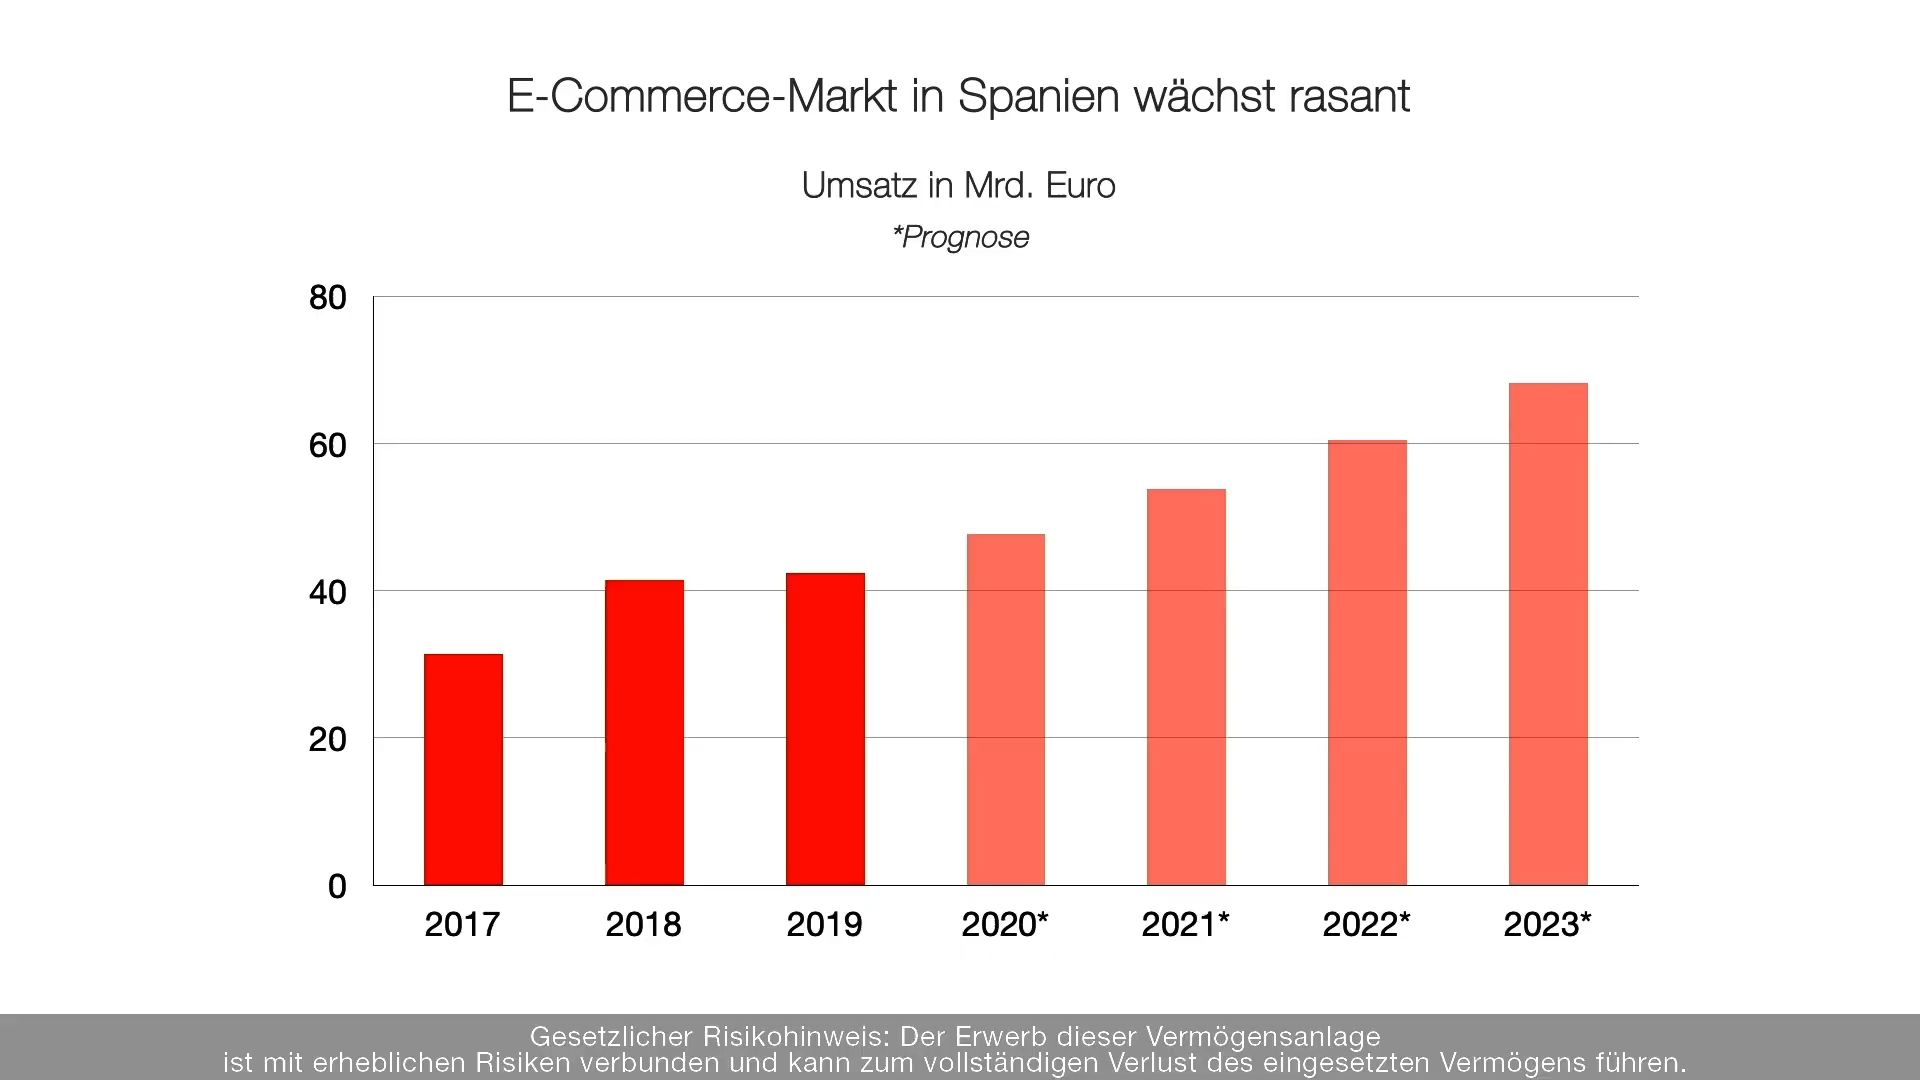 E-Commerce-Markt in Spanien wächst rasant
Umsatz in Mrd. Euro
*Prognose
80
60
40
20
0
2017 2018 2019 2020* 2021* 2022* 2023*
Gesetzlicher Risikohinweis: Der Erwerb dieser Vermögensanlage
ist mit erheblichen Risiken verbunden und kann zum vollständigen Verlust des eingesetzten Vermögens führen.